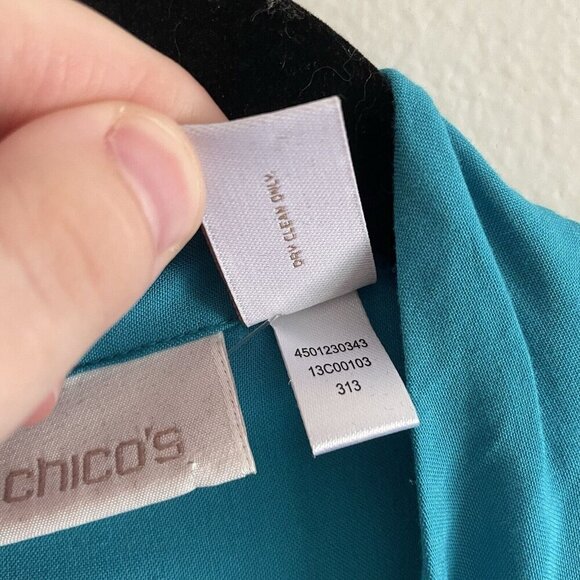 DRY CLEAN ONLY.
4501230343
13C00103
313
chico's